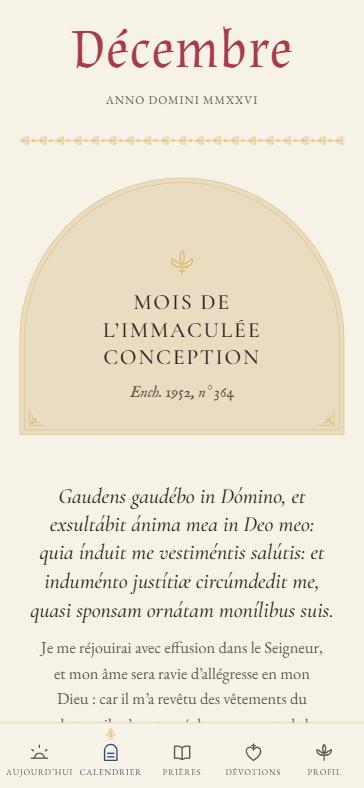 Décembre
ANNO DOMINI MMXXVI
MOIS DE
L'IMMACULÉE
CONCEPTION
Ench. 1952, n°364
Gaudens gaudébo in Dómino, et
exsultábit ánima mea in Deo meo:
quia índuit me vestiméntis salútis: et
induménto justítiæ circúmdedit me,
quasi sponsam ornátam monílibus suis.
Je me réjouirai avec effusion dans le Seigneur,
et mon âme sera ravie d'allégresse en mon
Dieu : car il m'a revêtu des vêtements du
AUJOURD'HUI CALENDRIER PRIÈRES DÉVOTIONS PROFIL